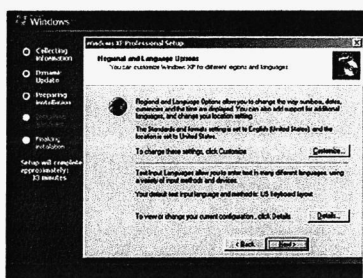 Windows
Collecting
Information
Dynamic
Update
Preparing
installation
Finalizing
installation
Setup will complete
approximately:
33 minutes
Windows XP Professional Setup
Regional and Language Options
You can customize Windows XP for different regions and languages.
Regional and Language Options allow you to change the way numbers, dates,
currencies and the time are displayed. You can also add support for additional
languages, and change your location setting.
The Standards and formats setting is set to English (United States) and the
location is set to United States.
To change these settings, click Customize
Customize...
Text Input Languages allow you to enter text in many different languages, using
a variety of input methods and devices.
Your default text input language and method is: US keyboard layout
To view or change your current configuration, click Details.
Details...
< Back
Next >